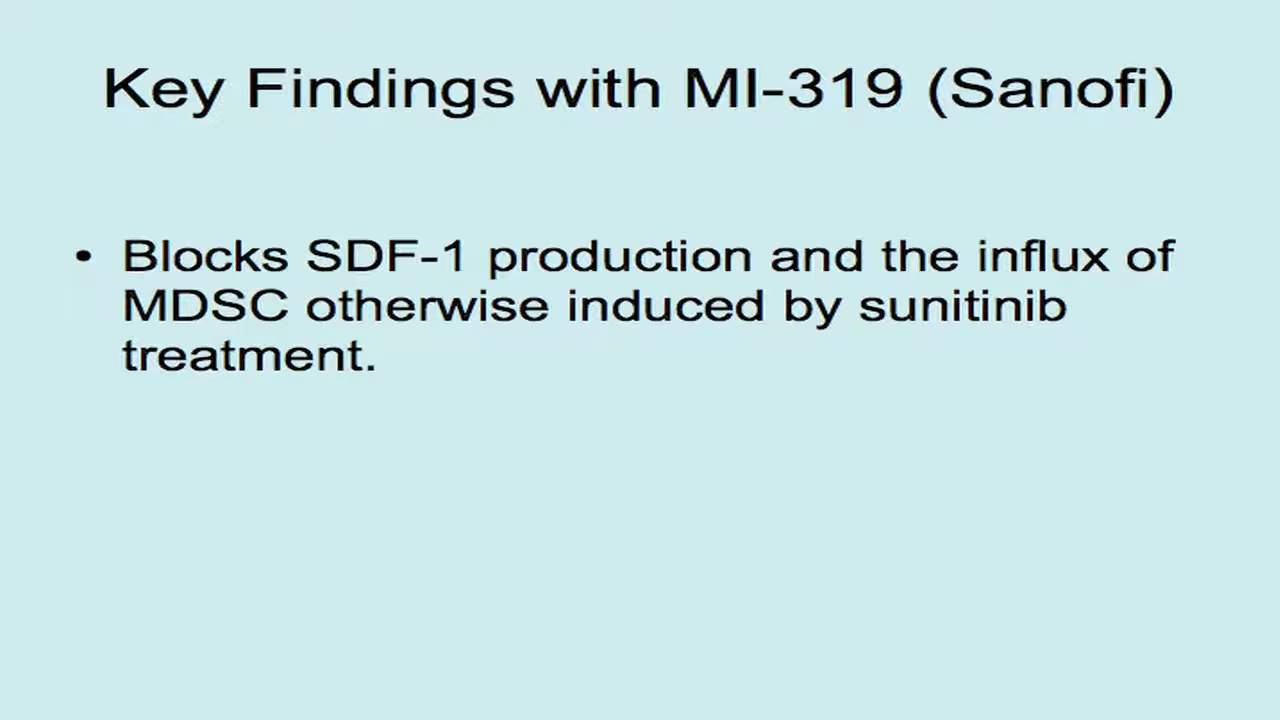 Key Findings with MI-319 (Sanofi)
• Blocks SDF-1 production and the influx of
MDSC otherwise induced by sunitinib
treatment.